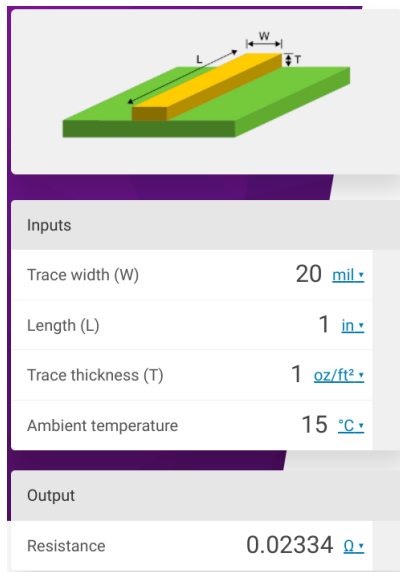 W
L
T
Inputs
Trace width (W) 20 mil
Length (L) 1 in
Trace thickness (T) 1 oz/ft²
Ambient temperature 15 °C
Output
Resistance 0.02334 Ω